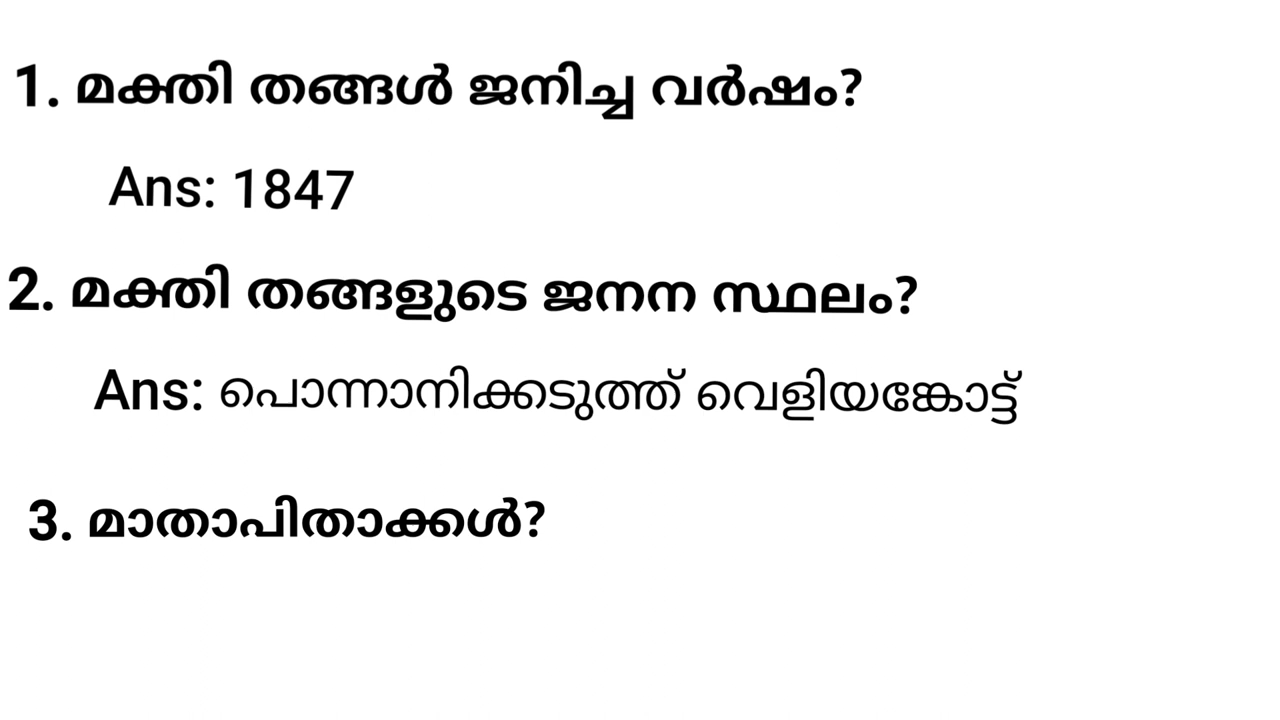 1. മക്തി തങ്ങൾ ജനിച്ച വർഷം?
Ans: 1847
2. മക്തി തങ്ങളുടെ ജനന സ്ഥലം?
Ans: പൊന്നാനിക്കടുത്ത് വെളിയങ്കോട്ട്
3. മാതാപിതാക്കൾ?